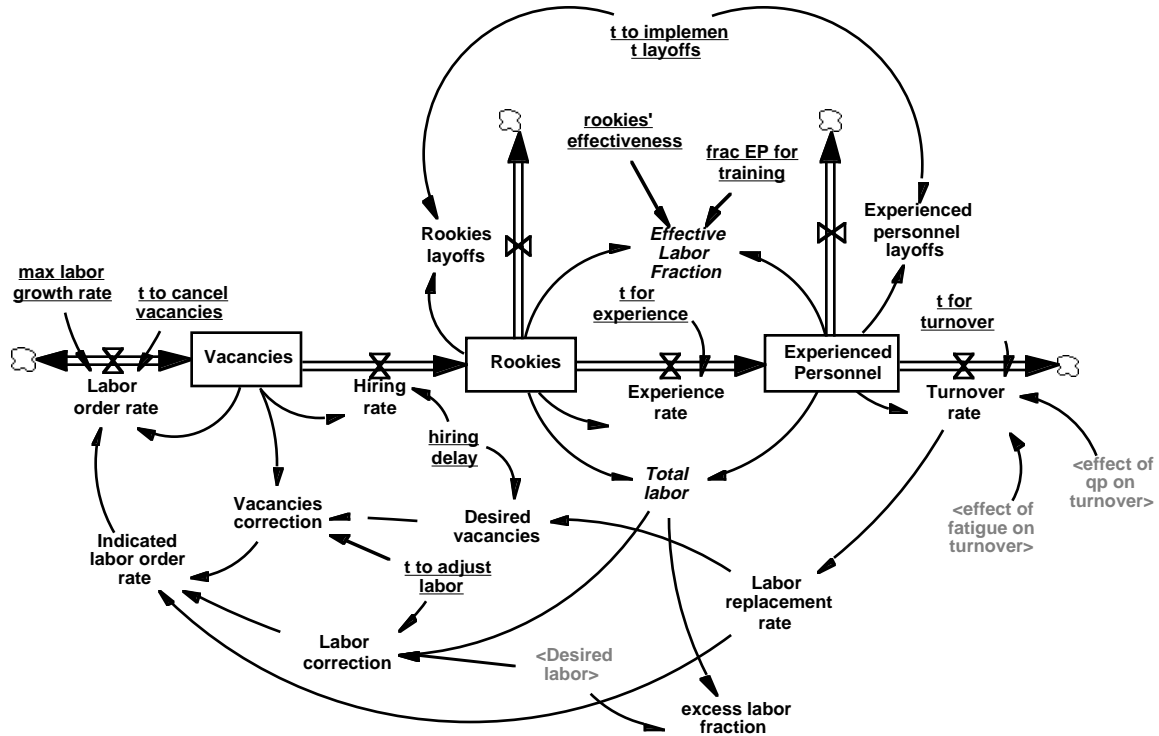 t to implemen
t layoffs
rookies'
effectiveness
frac EP for
training
Rookies
layoffs
Effective
Labor
Fraction
Experienced
personnel
layoffs
max labor
growth rate
t to cancel
vacancies
t for
experience
t for
turnover
Vacancies
Rookies
Experienced
Personnel
Labor
order rate
Hiring
rate
Experience
rate
Turnover
rate
hiring
delay
Total
labor
<effect of
qp on
turnover>
<effect of
fatigue on
turnover>
Vacancies
correction
Desired
vacancies
Indicated
labor order
rate
t to adjust
labor
Labor
replacement
rate
Labor
correction
<Desired
labor>
excess labor
fraction